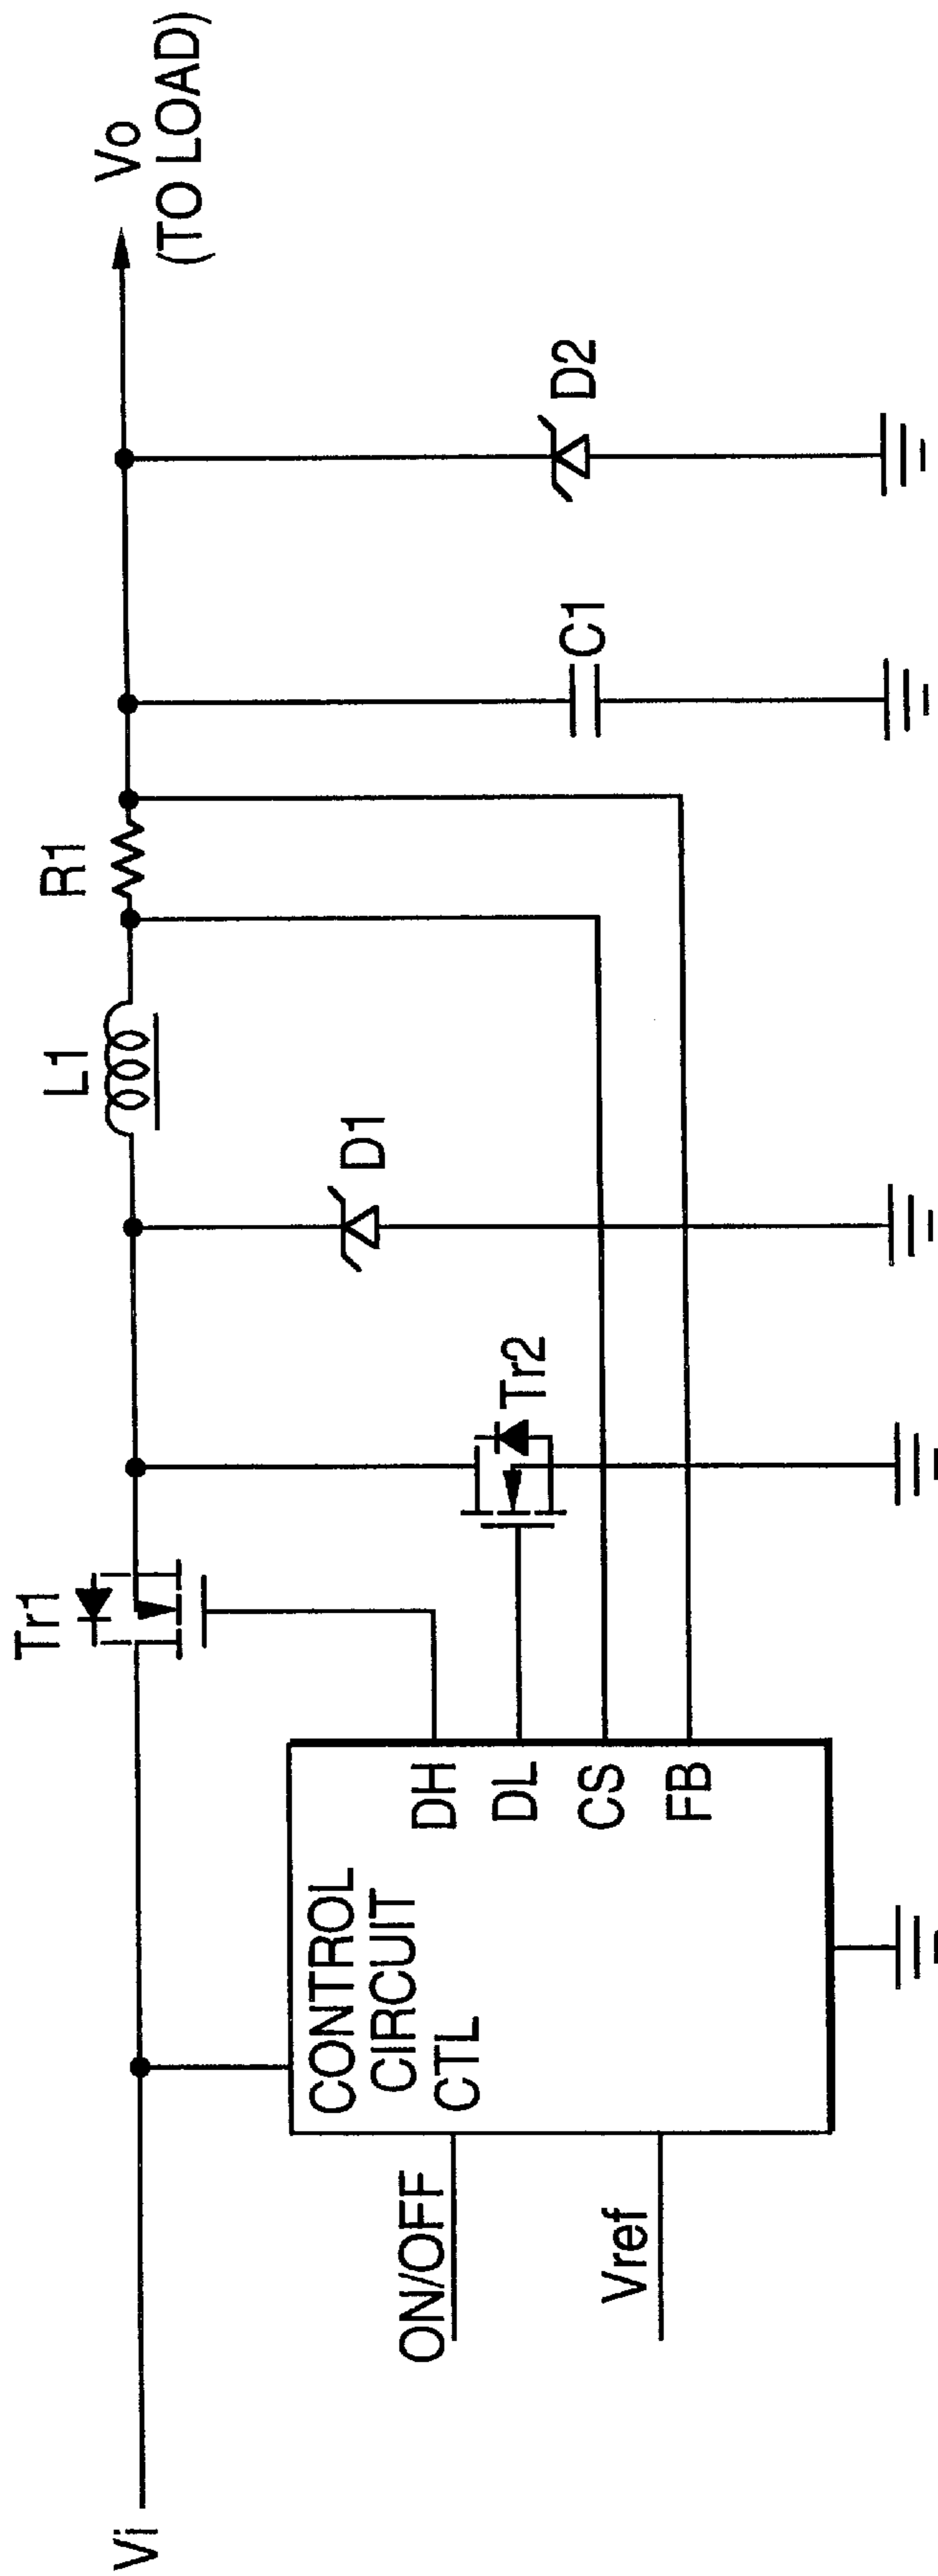 Vi
Tr1
L1
R1
Vo
(TO LOAD)
D1
Tr2
C1
D2
CONTROL
CIRCUIT
CTL
ON/OFF
Vref
DH
DL
CS
FB